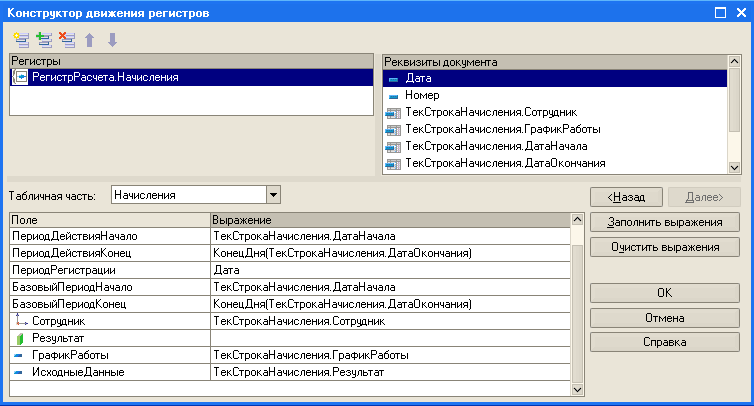 Конструктор движения регистров
Регистры
РегистрРасчета.Начисления
Реквизиты документа
Дата
Номер
ТекСтрокаНачисления.Сотрудник
ТекСтрокаНачисления.ГрафикРаботы
ТекСтрокаНачисления.ДатаНачала
ТекСтрокаНачисления.ДатаОкончания
Табличная часть: Начисления
<Назад Далее>
Поле Выражение
ПериодДействияНачало ТекСтрокаНачисления.ДатаНачала
ПериодДействияКонец КонецДня(ТекСтрокаНачисления.ДатаОкончания)
ПериодРегистрации Дата
БазовыйПериодНачало ТекСтрокаНачисления.ДатаНачала
БазовыйПериодКонец КонецДня(ТекСтрокаНачисления.ДатаОкончания)
Сотрудник ТекСтрокаНачисления.Сотрудник
Результат
ГрафикРаботы ТекСтрокаНачисления.ГрафикРаботы
ИсходныеДанные ТекСтрокаНачисления.Результат
Заполнить выражения
Очистить выражения
OK
Отмена
Справка